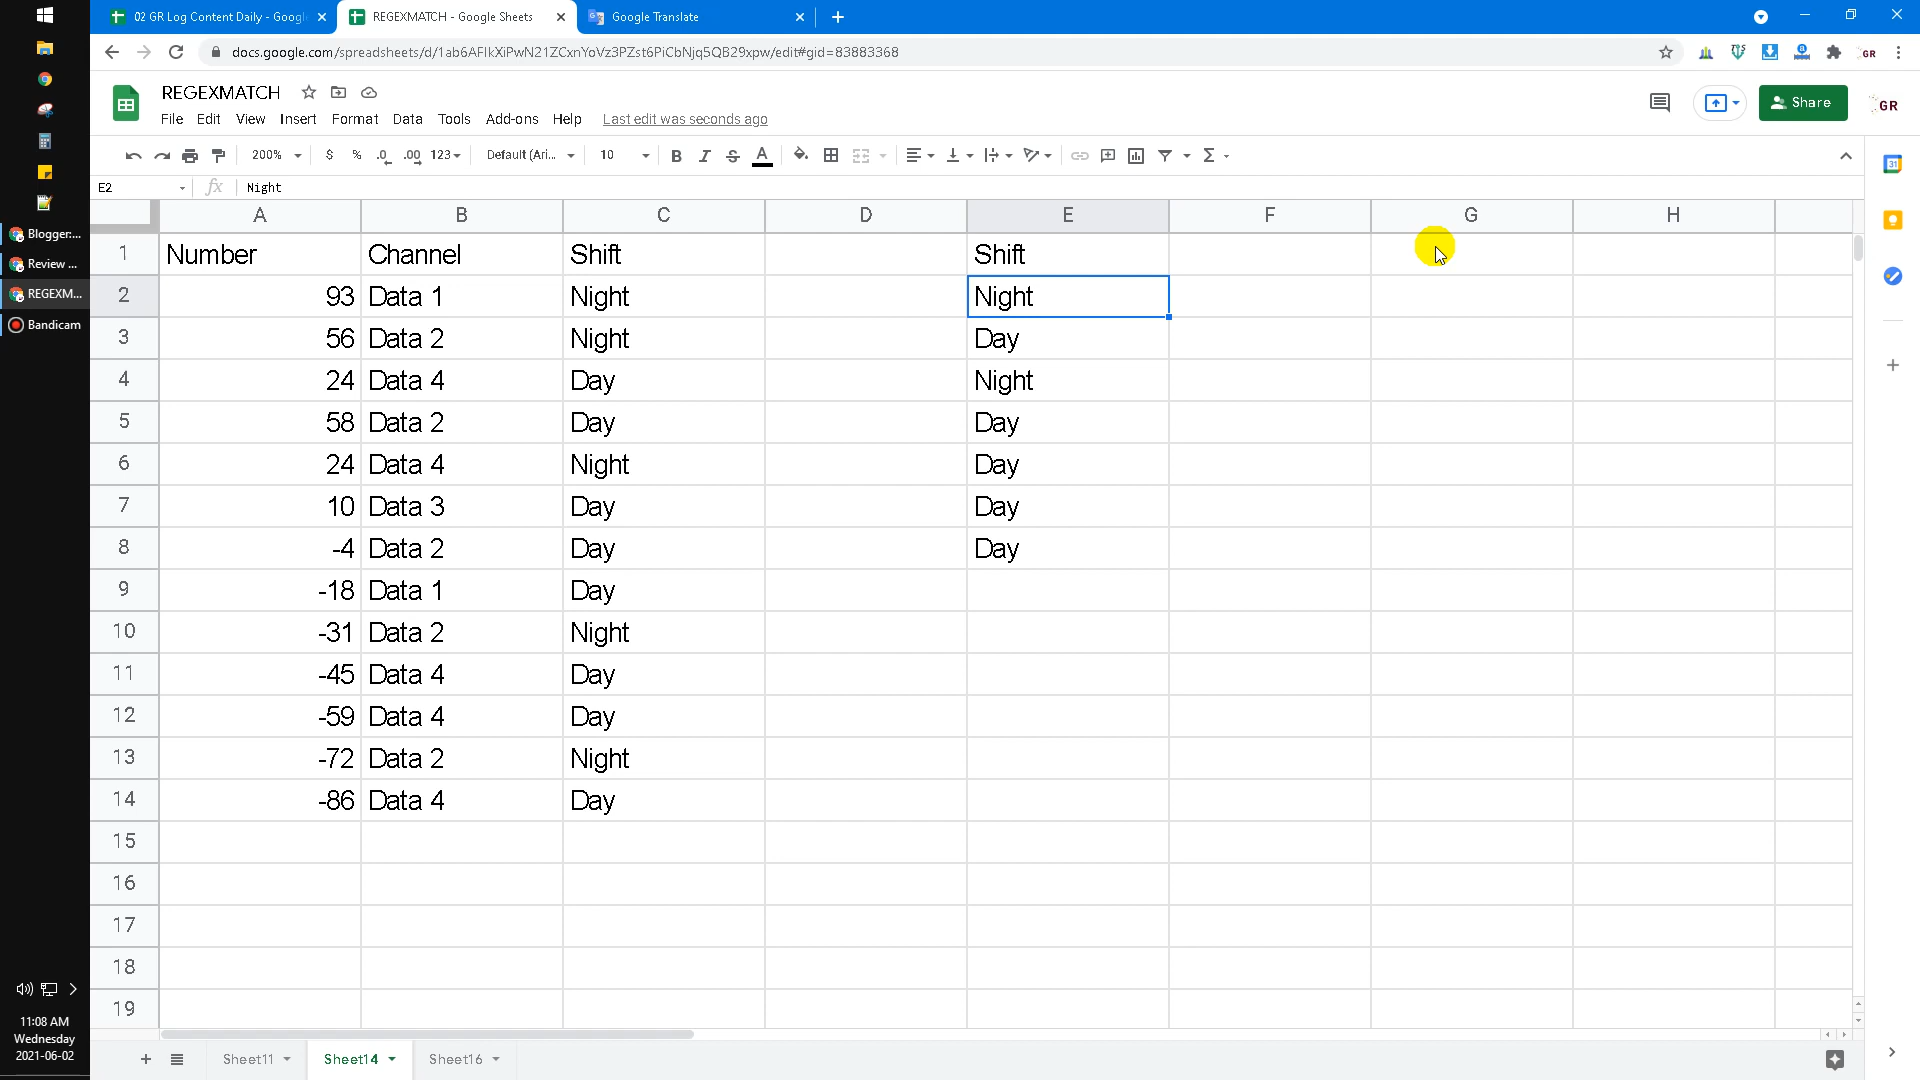 02 GR Log Content Daily - Googl
REGEXMATCH - Google Sheets
Google Translate
docs.google.com/spreadsheets/d/1ab6AFIkXiPwN21ZCxnYoVz3PZst6PiCbNjq5QB29xpw/edit#gid=83883368
REGEXMATCH
File Edit View Insert Format Data Tools Add-ons Help Last edit was seconds ago
Share
GR
200% $ % .0 .00 123 Default (Ari... 10 B I S A
E2 fx Night
A B C D E F G H
1 Number Channel Shift Shift
2 93 Data 1 Night Night
3 56 Data 2 Night Day
4 24 Data 4 Day Night
5 58 Data 2 Day Day
6 24 Data 4 Night Day
7 10 Data 3 Day Day
8 -4 Data 2 Day Day
9 -18 Data 1 Day
10 -31 Data 2 Night
11 -45 Data 4 Day
12 -59 Data 4 Day
13 -72 Data 2 Night
14 -86 Data 4 Day
15
16
17
18
19
Sheet11 Sheet14 Sheet16
Blogger:...
Review ...
REGEXM...
Bandicam
11:08 AM
Wednesday
2021-06-02
31